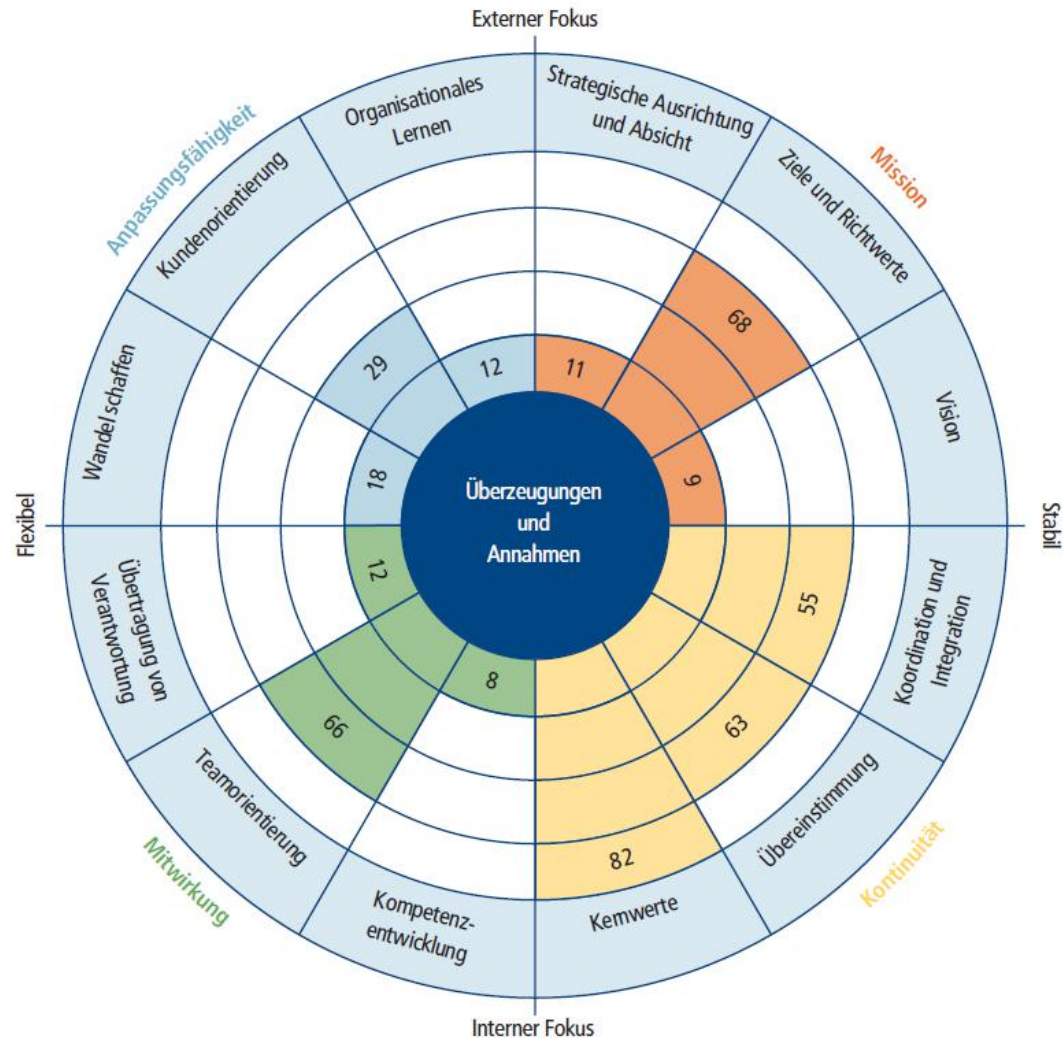 Externer Fokus
Organisationales
Lernen
Strategische Ausrichtung
und Absicht
Anpassungsfähigkeit
Mission
Kundenorientierung
Ziele und Richtwerte
68
29
12
11
Wandel schaffen
Vision
18
9
Überzeugungen
und
Annahmen
Flexibel
Stabil
12
55
Übertragung von
Verantwortung
Koordination und
Integration
8
63
66
Teamorientierung
Übereinstimmung
82
Mitwirkung
Kontinuität
Kompetenz-
entwicklung
Kernwerte
Interner Fokus